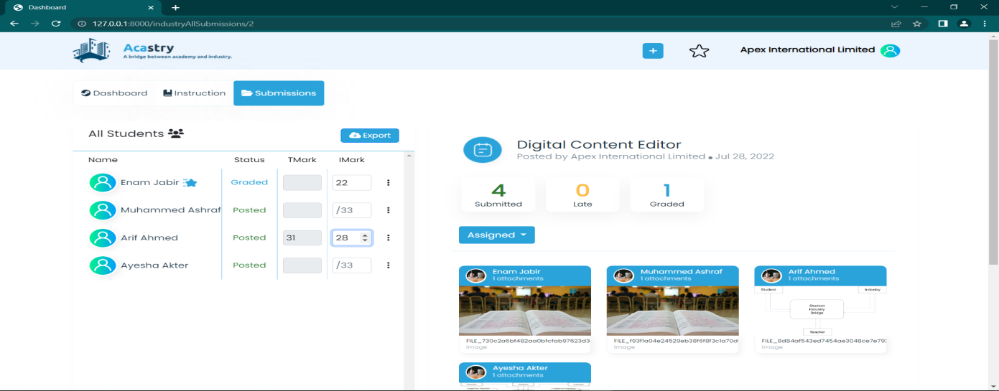 Dashboard
127.0.0.1:8000/industryAllSubmissions/2
Acastry
A bridge between academy and industry.
Apex International Limited
Dashboard
Instruction
Submissions
All Students
Export
Name Status TMark IMark
Enam Jabir Graded 22
Muhammed Ashraf Posted /33
Arif Ahmed Posted 31 28
Ayesha Akter Posted /33
Digital Content Editor
Posted by Apex International Limited • Jul 28, 2022
4
Submitted
0
Late
1
Graded
Assigned
Enam Jabir
1 attachments
FILE_730c2a6bf482aa0bfcfab97623d3
Image
Muhammed Ashraf
1 attachments
FILE_f93f1a04e24529eb38f6f8f3c1a70d
Image
Arif Ahmed
1 attachments
Student
Industry
Student
Industry
Bridge
Teacher
FILE_8d84af543ed7454ae3048ce7e792
Image
Ayesha Akter
1 attachments